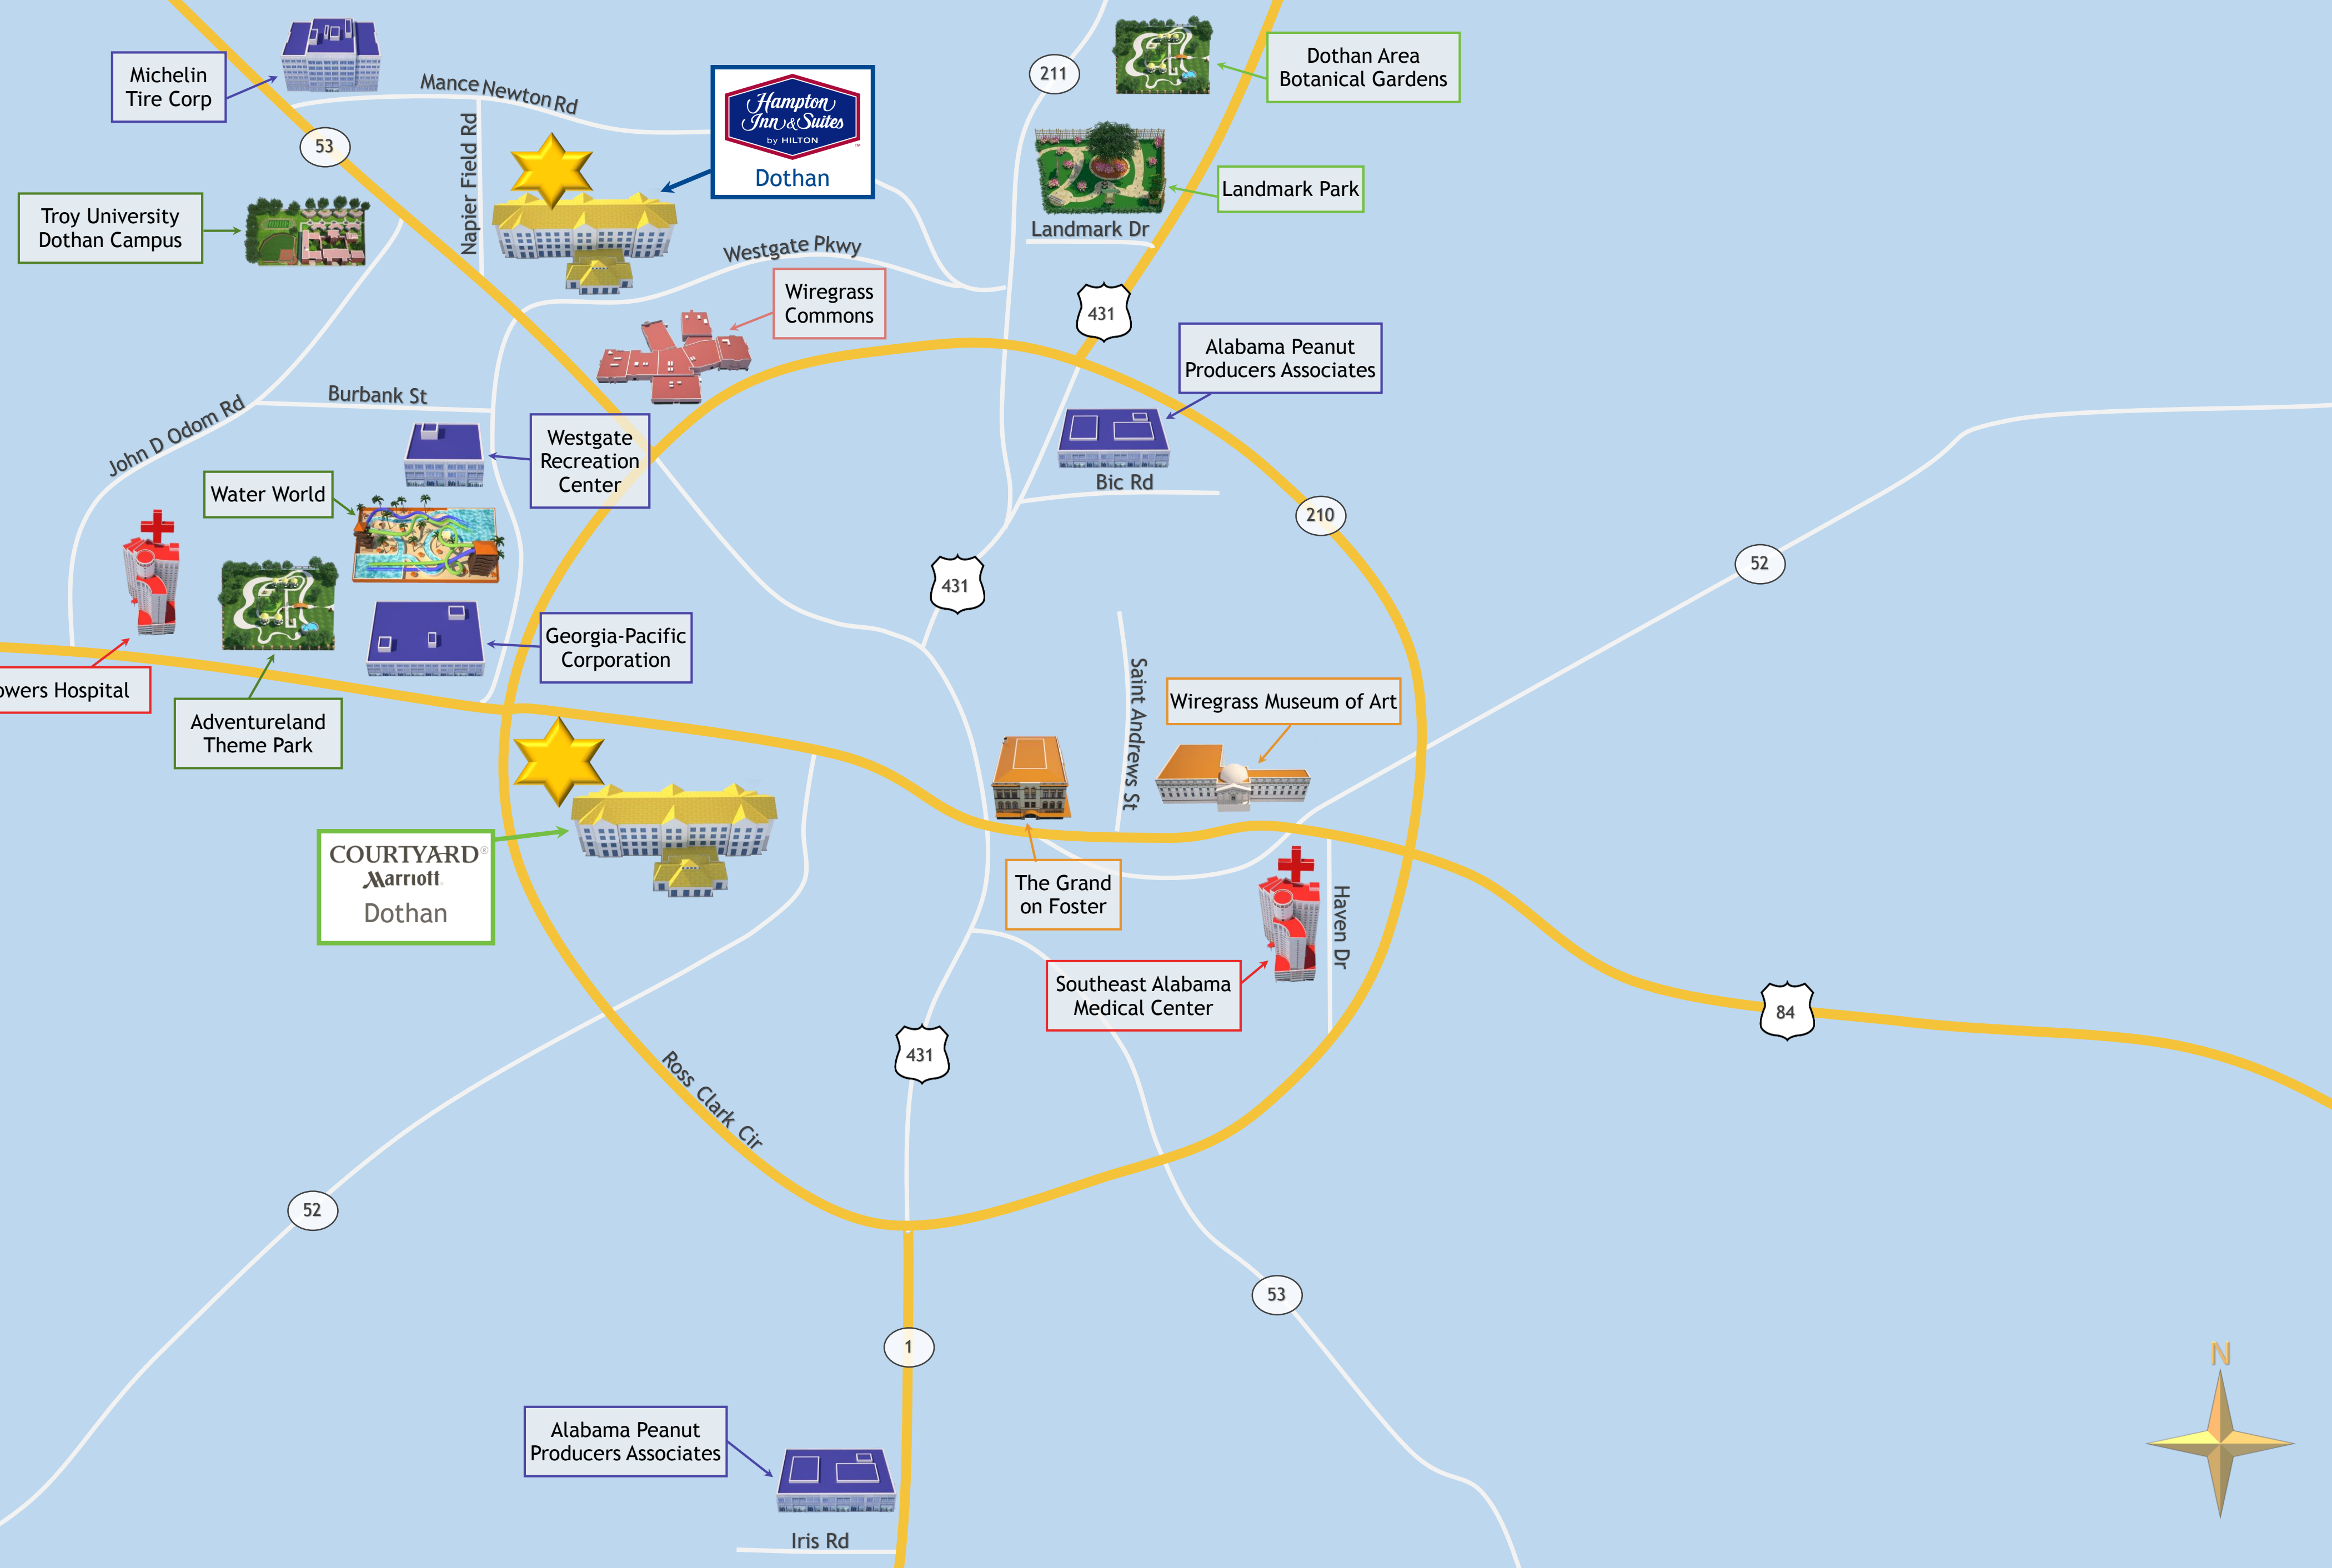 Michelin
Tire Corp
53
Mance Newton Rd
Napier Field Rd
Hampton
Inn & Suites
by HILTON
™
Dothan
211
Dothan Area
Botanical Gardens
Landmark Park
Landmark Dr
Troy University
Dothan Campus
Westgate Pkwy
Wiregrass
Commons
431
Alabama Peanut
Producers Associates
Bic Rd
210
Burbank St
John D Odom Rd
Westgate
Recreation
Center
Water World
431
52
Georgia-Pacific
Corporation
owers Hospital
Adventureland
Theme Park
Saint Andrews St
Wiregrass Museum of Art
COURTYARD®
Marriott
Dothan
The Grand
on Foster
Haven Dr
Southeast Alabama
Medical Center
84
431
Ross Clark Cir
52
53
1
N
Alabama Peanut
Producers Associates
Iris Rd